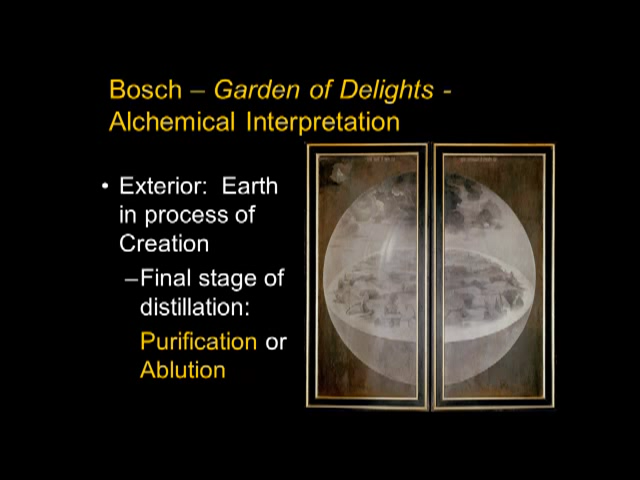 Bosch – Garden of Delights -
Alchemical Interpretation
• Exterior: Earth
in process of
Creation
–Final stage of
distillation:
Purification or
Ablution